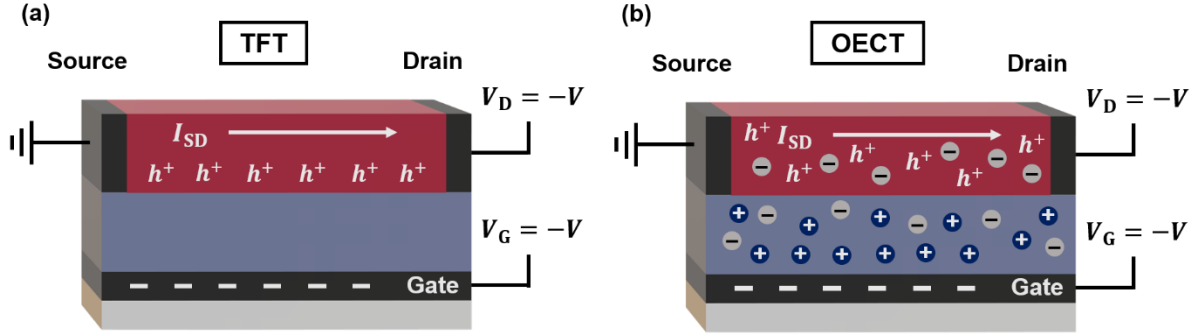 (a)
TFT
Source
Drain
V_D = −V
I_SD
h⁺ h⁺ h⁺ h⁺ h⁺ h⁺
V_G = −V
Gate
(b)
OECT
Source
Drain
V_D = −V
h⁺ I_SD h⁺ h⁺ h⁺
h⁺ h⁺
V_G = −V
Gate